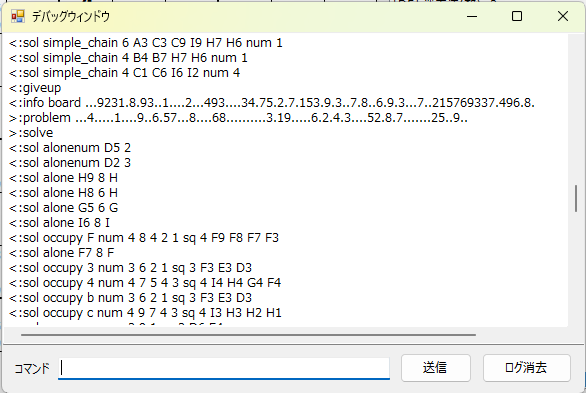 デバッグウィンドウ
<:sol simple_chain 6 A3 C3 C9 I9 H7 H6 num 1
<:sol simple_chain 4 B4 B7 H7 H6 num 1
<:sol simple_chain 4 C1 C6 I6 I2 num 4
<:giveup
<:info board ...9231.8.93..1....2...493....34.75.2.7.153.9.3..7.8..6.9.3...7..215769337.496.8.
>:problem ...4.....1....9..6.57...8....68..........3.19.....6.2.4.3....52.8.7.......25..9..
>:solve
<:sol alonenum D5 2
<:sol alonenum D2 3
<:sol alone H9 8 H
<:sol alone H8 6 H
<:sol alone G5 6 G
<:sol alone I6 8 I
<:sol occupy F num 4 8 4 2 1 sq 4 F9 F8 F7 F3
<:sol alone F7 8 F
<:sol occupy 3 num 3 6 2 1 sq 3 F3 E3 D3
<:sol occupy 4 num 4 7 5 4 3 sq 4 I4 H4 G4 F4
<:sol occupy b num 3 6 2 1 sq 3 F3 E3 D3
<:sol occupy c num 4 9 7 4 3 sq 4 I3 H3 H2 H1
コマンド
送信
ログ消去